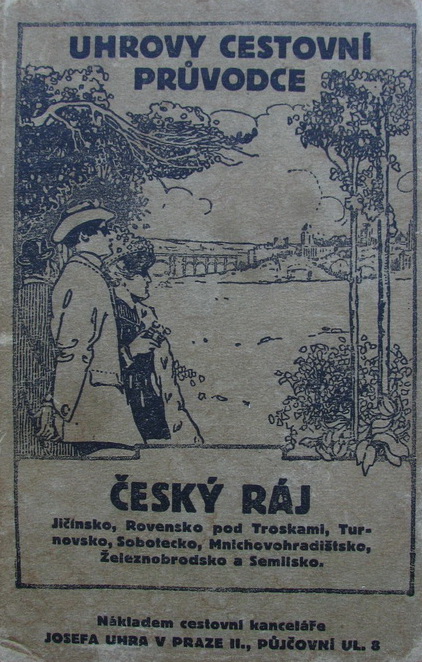 UHROVY CESTOVNÍ
PRŮVODCE
ČESKÝ RÁJ
Jičínsko, Rovensko pod Troskami, Tur-
novsko, Sobotecko, Mnichovohradištsko,
Železnobrodsko a Semilsko.
Nákladem cestovní kanceláře
JOSEFA UHRA V PRAZE II., PŮJČOVNÍ UL. 8